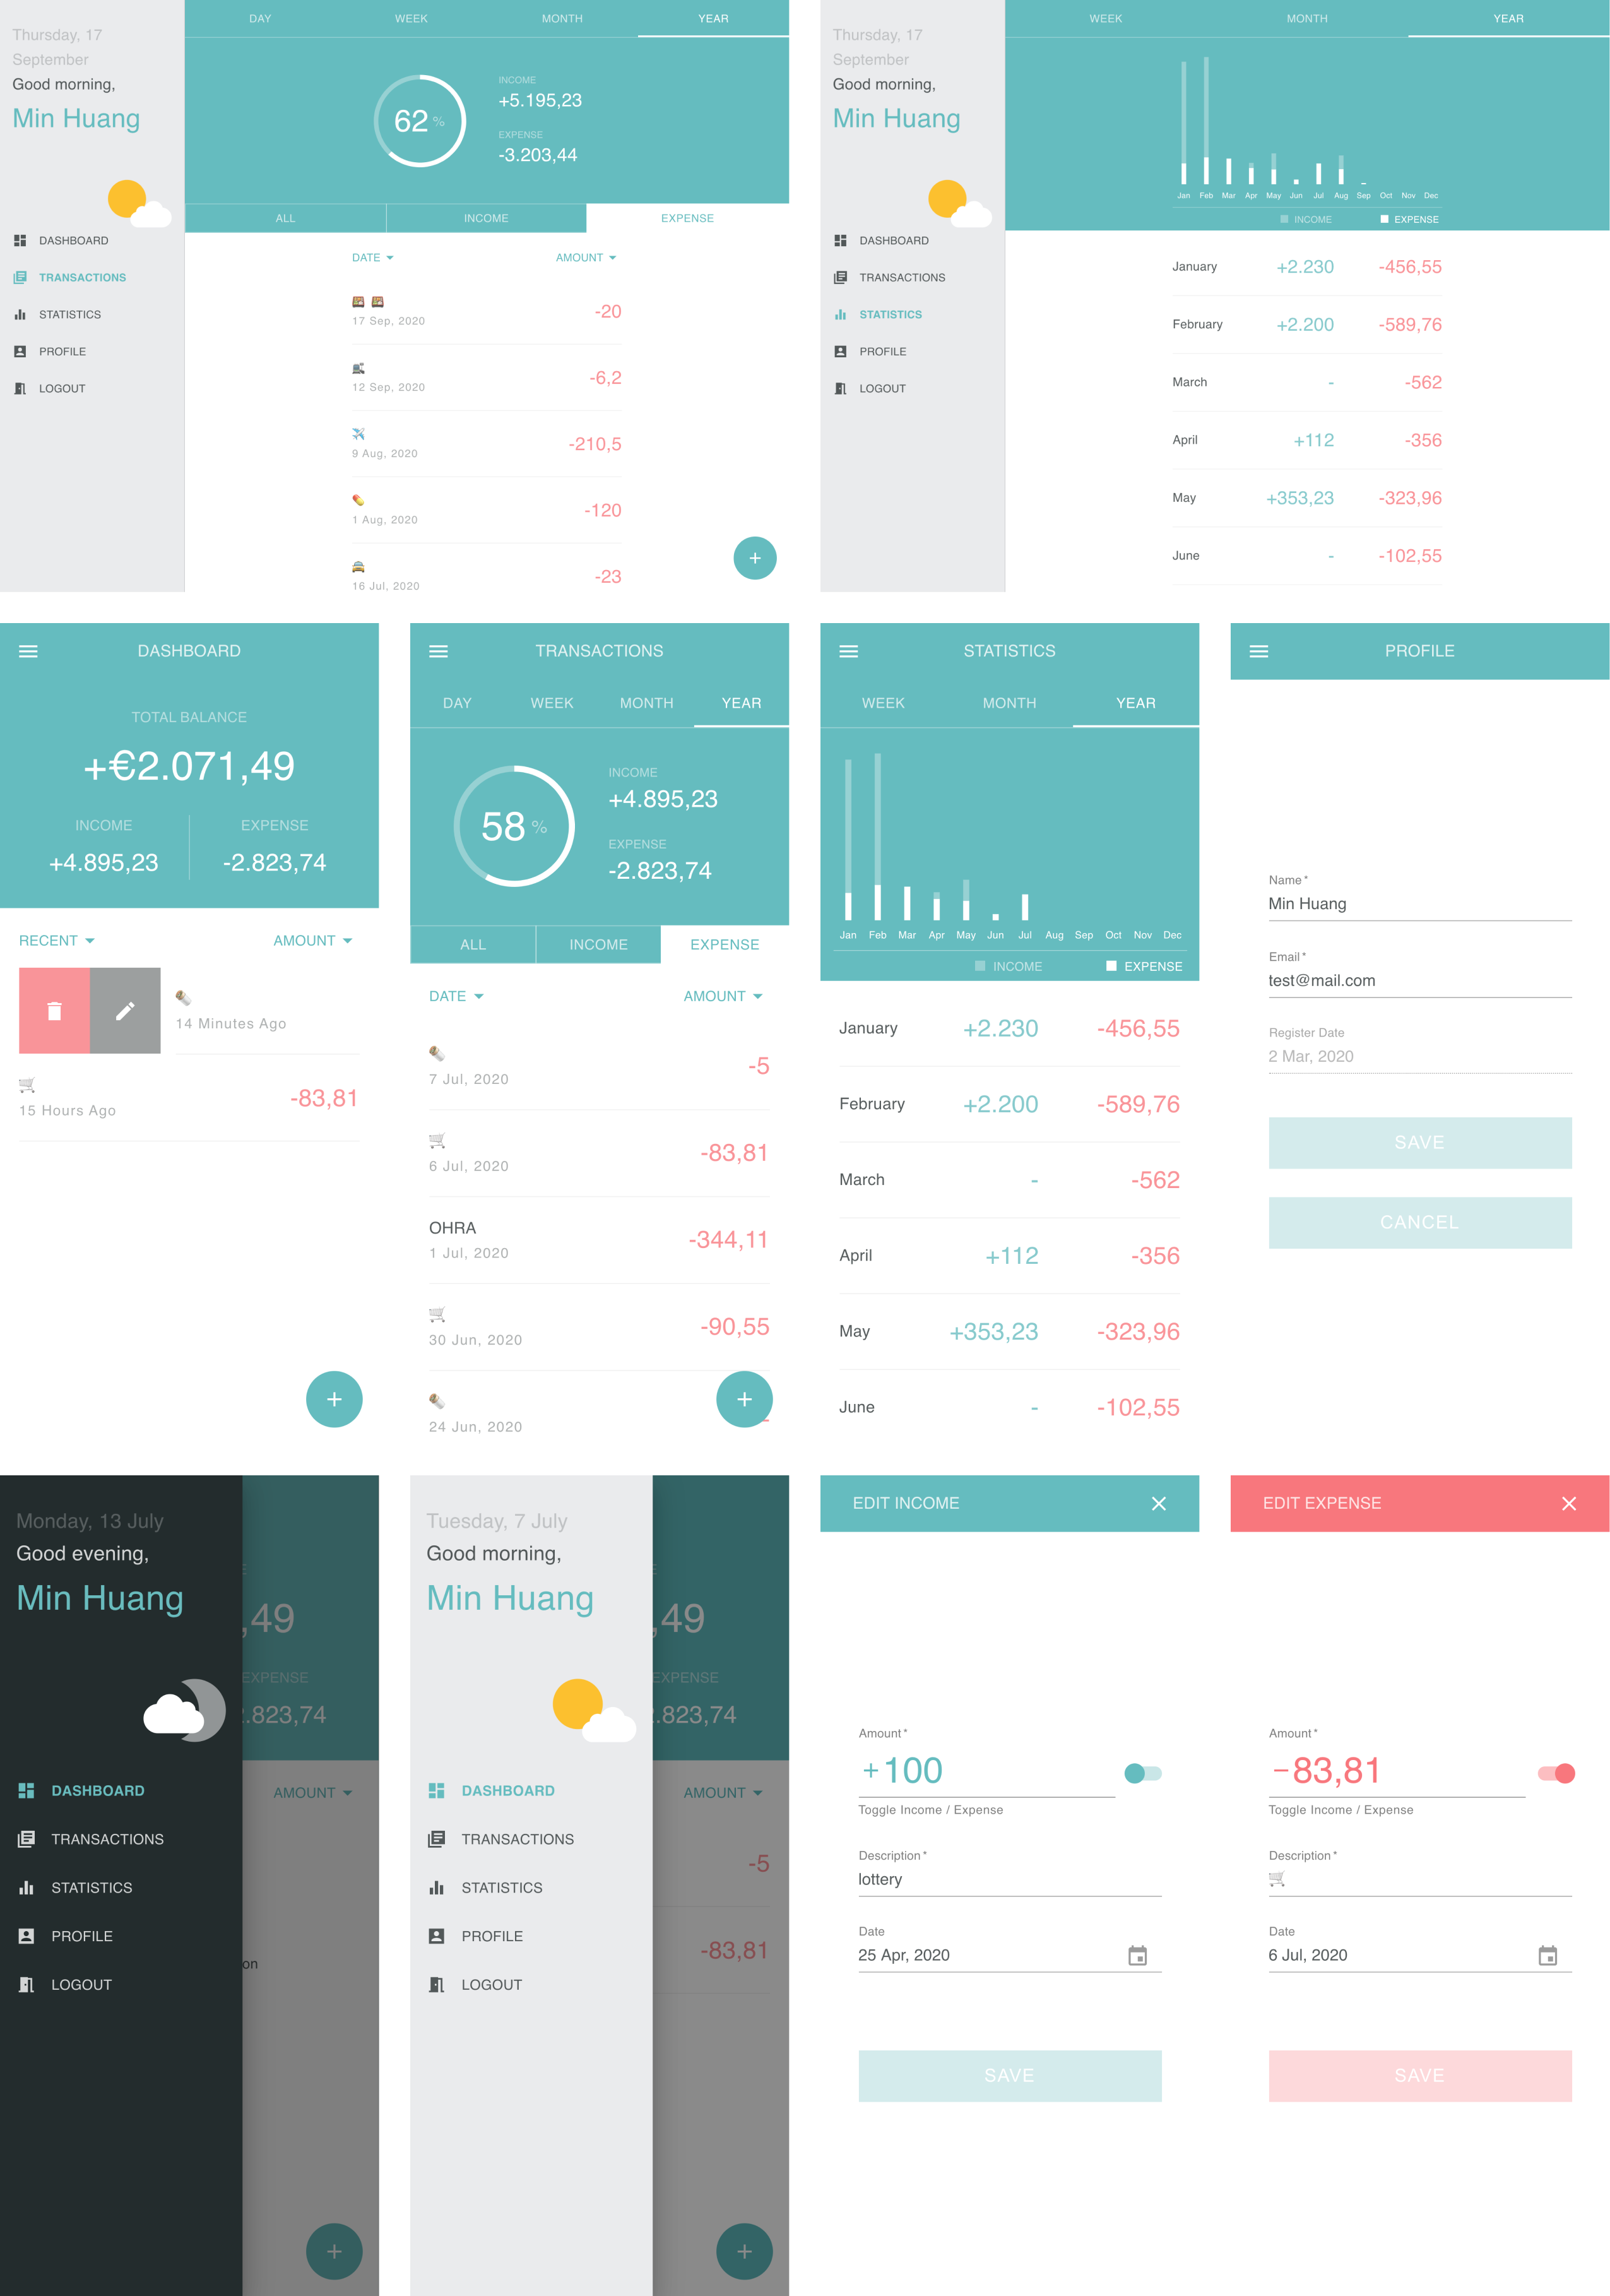 Thursday, 17
September
Good morning,
Min Huang
DASHBOARD
TRANSACTIONS
STATISTICS
PROFILE
LOGOUT
DAY WEEK MONTH YEAR
62 %
INCOME
+5.195,23
EXPENSE
-3.203,44
ALL INCOME EXPENSE
DATE AMOUNT
17 Sep, 2020 -20
12 Sep, 2020 -6,2
9 Aug, 2020 -210,5
1 Aug, 2020 -120
16 Jul, 2020 -23
+
Thursday, 17
September
Good morning,
Min Huang
DASHBOARD
TRANSACTIONS
STATISTICS
PROFILE
LOGOUT
WEEK MONTH YEAR
Jan Feb Mar Apr May Jun Jul Aug Sep Oct Nov Dec
INCOME EXPENSE
January +2.230 -456,55
February +2.200 -589,76
March - -562
April +112 -356
May +353,23 -323,96
June - -102,55
DASHBOARD
TOTAL BALANCE
+€2.071,49
INCOME EXPENSE
+4.895,23 -2.823,74
RECENT AMOUNT
14 Minutes Ago
15 Hours Ago -83,81
+
TRANSACTIONS
DAY WEEK MONTH YEAR
58 %
INCOME
+4.895,23
EXPENSE
-2.823,74
ALL INCOME EXPENSE
DATE AMOUNT
7 Jul, 2020 -5
6 Jul, 2020 -83,81
OHRA
1 Jul, 2020 -344,11
30 Jun, 2020 -90,55
24 Jun, 2020
+
STATISTICS
WEEK MONTH YEAR
Jan Feb Mar Apr May Jun Jul Aug Sep Oct Nov Dec
INCOME EXPENSE
January +2.230 -456,55
February +2.200 -589,76
March - -562
April +112 -356
May +353,23 -323,96
June - -102,55
PROFILE
Name *
Min Huang
Email *
test@mail.com
Register Date
2 Mar, 2020
SAVE
CANCEL
Monday, 13 July
Good evening,
Min Huang
DASHBOARD
TRANSACTIONS
STATISTICS
PROFILE
LOGOUT
E
,49
EXPENSE
.823,74
AMOUNT
on
+
Tuesday, 7 July
Good morning,
Min Huang
DASHBOARD
TRANSACTIONS
STATISTICS
PROFILE
LOGOUT
,49
EXPENSE
.823,74
AMOUNT
-5
-83,81
+
EDIT INCOME
Amount *
+100
Toggle Income / Expense
Description *
lottery
Date
25 Apr, 2020
SAVE
EDIT EXPENSE
Amount *
−83,81
Toggle Income / Expense
Description *
Date
6 Jul, 2020
SAVE